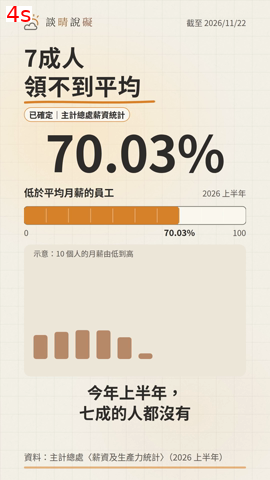 4s
談晴說礙
截至 2026/11/22
7成人
領不到平均
已確定｜主計總處薪資統計
70.03%
低於平均月薪的員工
2026 上半年
0
70.03%
100
示意：10 個人的月薪由低到高
今年上半年，
七成的人都沒有
資料：主計總處〈薪資及生產力統計〉（2026 上半年）